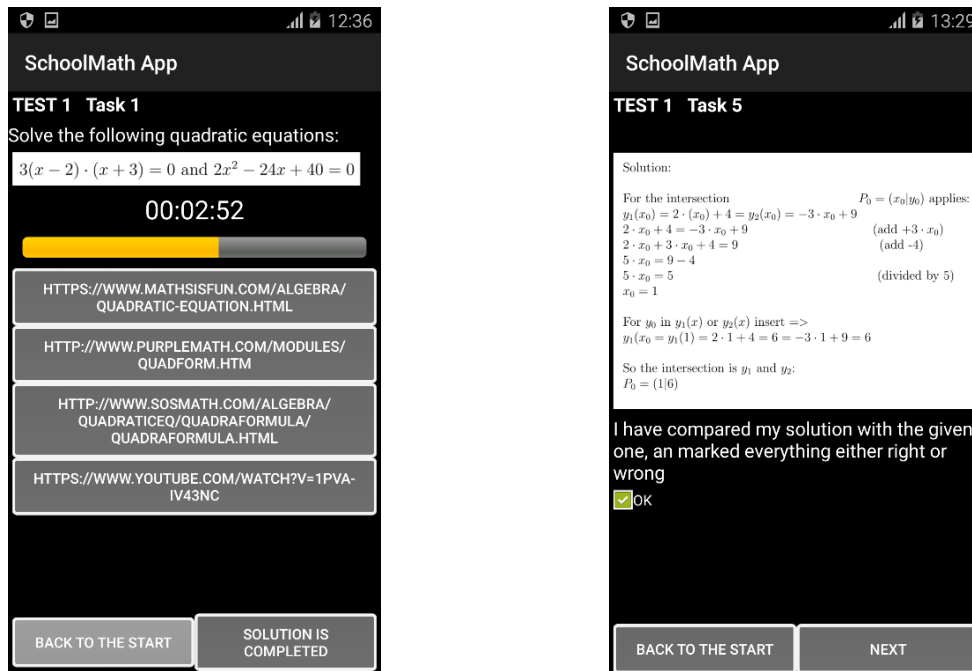 12:36
SchoolMath App
TEST 1 Task 1
Solve the following quadratic equations:
3(x − 2) · (x + 3) = 0 and 2x² − 24x + 40 = 0
00:02:52
HTTPS://WWW.MATHSISFUN.COM/ALGEBRA/
QUADRATIC-EQUATION.HTML
HTTP://WWW.PURPLEMATH.COM/MODULES/
QUADFORM.HTM
HTTP://WWW.SOSMATH.COM/ALGEBRA/
QUADRATICEQ/QUADRAFORMULA/
QUADRAFORMULA.HTML
HTTPS://WWW.YOUTUBE.COM/WATCH?V=1PVA-
IV43NC
BACK TO THE START
SOLUTION IS
COMPLETED
13:29
SchoolMath App
TEST 1 Task 5
Solution:
For the intersection P₀ = (x₀|y₀) applies:
y₁(x₀) = 2 · (x₀) + 4 = y₂(x₀) = −3 · x₀ + 9
2 · x₀ + 4 = −3 · x₀ + 9 (add +3 · x₀)
2 · x₀ + 3 · x₀ + 4 = 9 (add -4)
5 · x₀ = 9 − 4
5 · x₀ = 5 (divided by 5)
x₀ = 1
For y₀ in y₁(x) or y₂(x) insert =>
y₁(x₀ = y₁(1) = 2 · 1 + 4 = 6 = −3 · 1 + 9 = 6
So the intersection is y₁ and y₂:
P₀ = (1|6)
I have compared my solution with the given
one, an marked everything either right or
wrong
OK
BACK TO THE START
NEXT